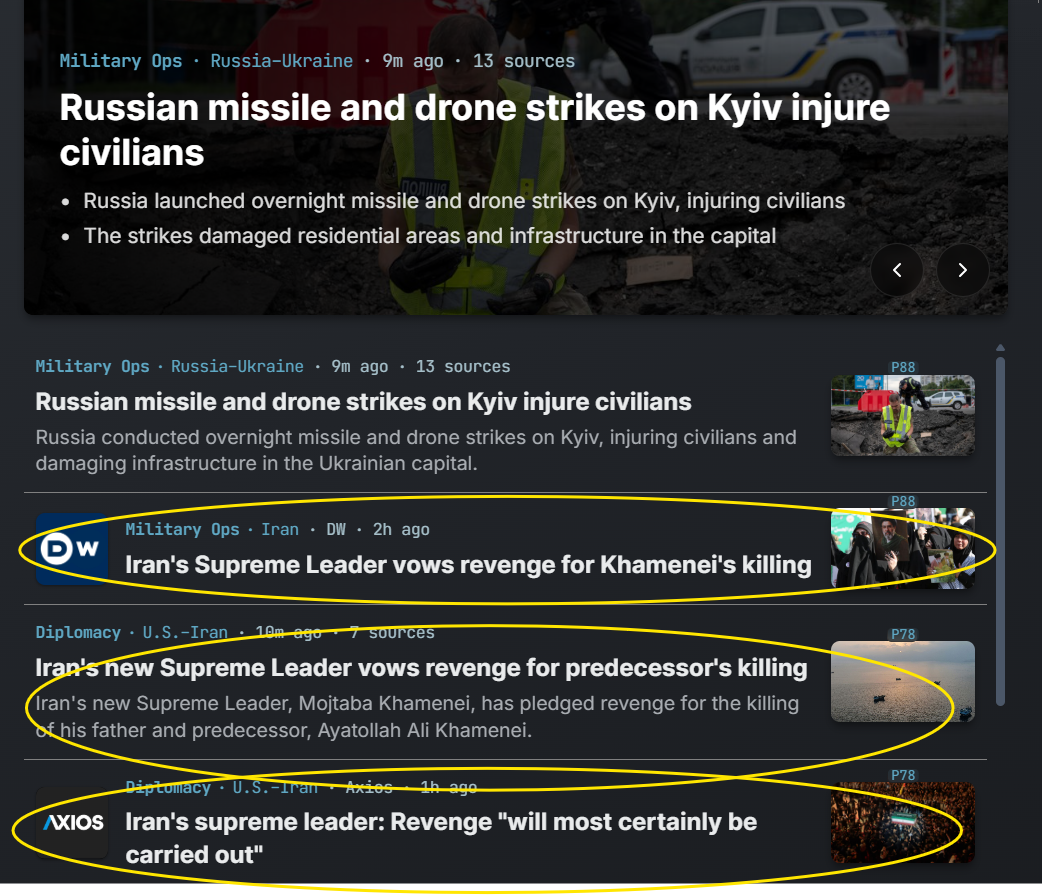 Military Ops · Russia-Ukraine · 9m ago · 13 sources
Russian missile and drone strikes on Kyiv injure
civilians
ПОЛІЦІЯ
• Russia launched overnight missile and drone strikes on Kyiv, injuring civilians
• The strikes damaged residential areas and infrastructure in the capital
Military Ops · Russia-Ukraine · 9m ago · 13 sources
P88
Russian missile and drone strikes on Kyiv injure civilians
Russia conducted overnight missile and drone strikes on Kyiv, injuring civilians and
damaging infrastructure in the Ukrainian capital.
P88
DW
Military Ops · Iran · DW · 2h ago
Iran's Supreme Leader vows revenge for Khamenei's killing
Diplomacy · U.S.-Iran · 10m ago · 7 sources
P78
Iran's new Supreme Leader vows revenge for predecessor's killing
Iran's new Supreme Leader, Mojtaba Khamenei, has pledged revenge for the killing
of his father and predecessor, Ayatollah Ali Khamenei.
P78
Diplomacy · U.S.-Iran · Axios · 1h ago
AXIOS
Iran's supreme leader: Revenge "will most certainly be
carried out"